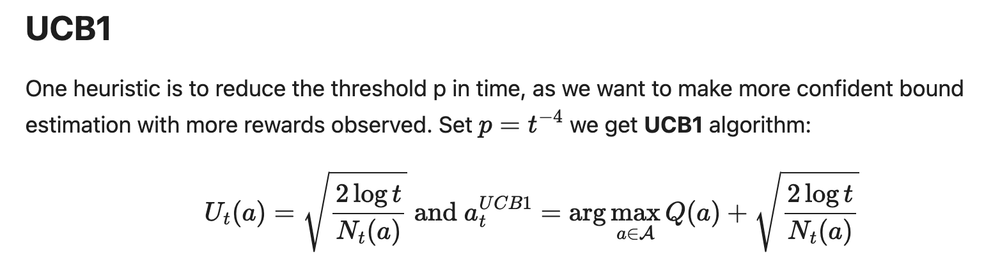 UCB1
One heuristic is to reduce the threshold p in time, as we want to make more confident bound
estimation with more rewards observed. Set $p = t^{-4}$ we get UCB1 algorithm:
$U_t(a) = \sqrt{\frac{2 \log t}{N_t(a)}}$ and $a_t^{UCB1} = \arg\max_{a \in \mathcal{A}} Q(a) + \sqrt{\frac{2 \log t}{N_t(a)}}$